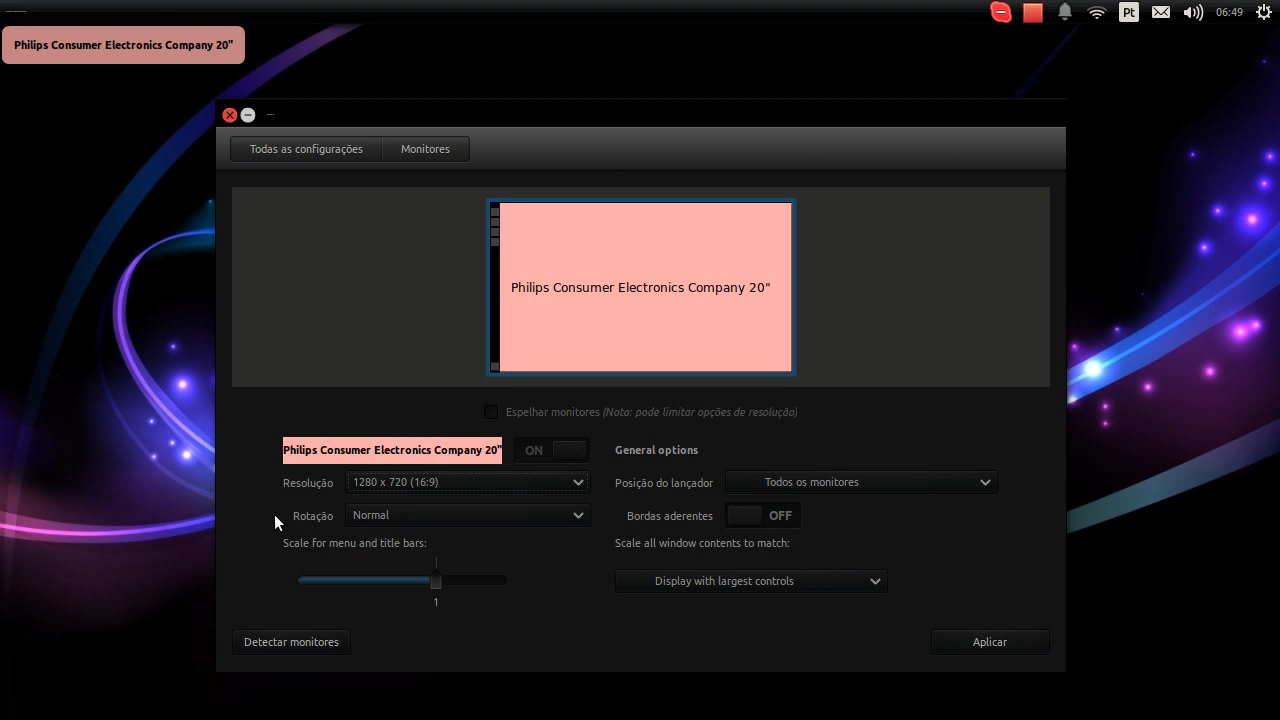 Pt
06:49
Philips Consumer Electronics Company 20"
Todas as configurações
Monitores
Philips Consumer Electronics Company 20"
Espelhar monitores (Nota: pode limitar opções de resolução)
Philips Consumer Electronics Company 20"
ON
General options
Resolução
1280 x 720 (16:9)
Posição do lançador
Todos os monitores
Rotação
Normal
Bordas aderentes
OFF
Scale for menu and title bars:
Scale all window contents to match:
Display with largest controls
1
Detectar monitores
Aplicar